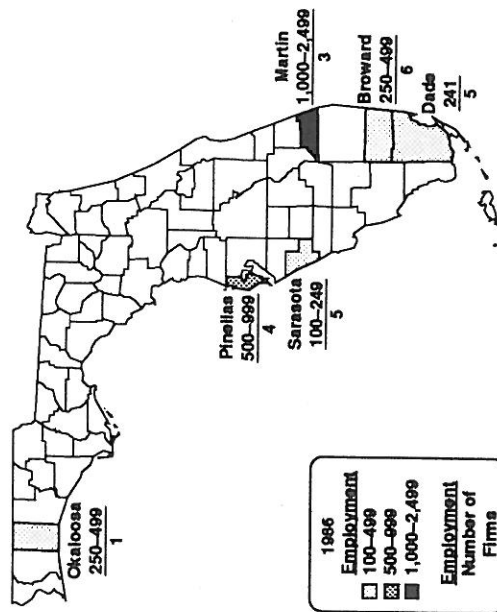 Okaloosa
250–499
1
Pinellas
500–999
4
Sarasota
100–249
5
Martin
1,000–2,499
3
Broward
250–499
6
Dade
241
5
1986
Employment
100–499
500–999
1,000–2,499
Employment
Number of
Firms